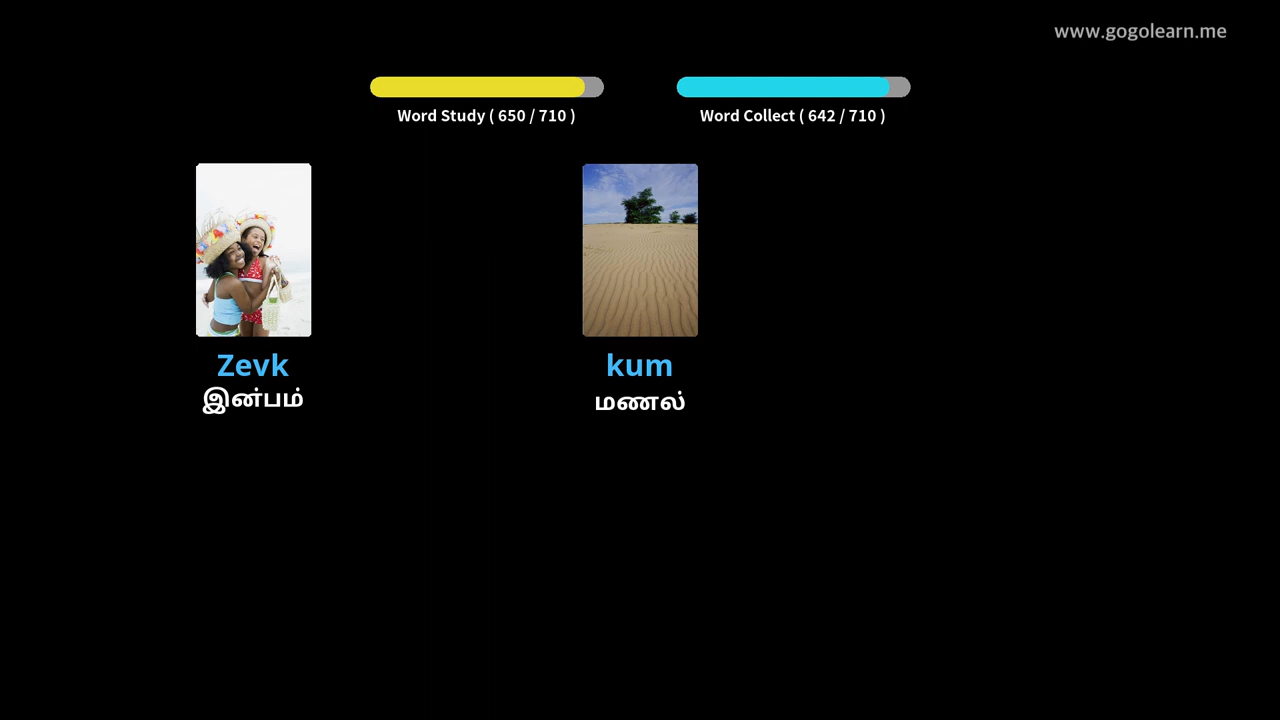 www.gogolearn.me
Word Study ( 650 / 710 )
Word Collect ( 642 / 710 )
Zevk
இன்பம்
kum
மணல்